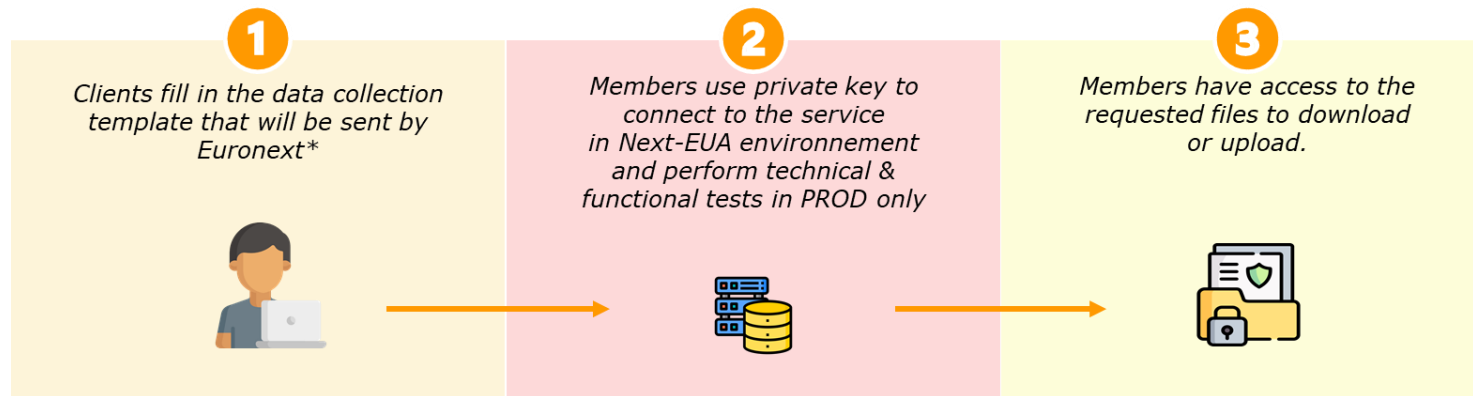 1
Clients fill in the data collection
template that will be sent by
Euronext*
2
Members use private key to
connect to the service
in Next-EUA environnement
and perform technical &
functional tests in PROD only
3
Members have access to the
requested files to download
or upload.